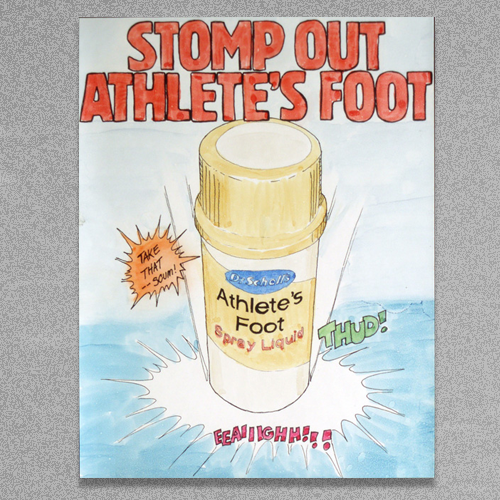 STOMP OUT
ATHLETE'S FOOT
TAKE
THAT
--- SCUM!
Dr. Scholl's
Athlete's
Foot
Spray Liquid
THUD!
EEAIIIGHH!!!!